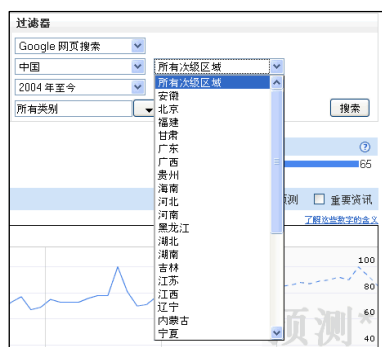 过滤器
Google 网页搜索
中国
所有次级区域
2004 年至今
所有类别
搜索
所有次级区域
安徽
北京
福建
甘肃
广东
广西
贵州
海南
河北
河南
黑龙江
湖北
湖南
吉林
江苏
江西
辽宁
内蒙古
宁夏
65
预测
重要资讯
了解这些数字的含义
100
80
60
40
预测*